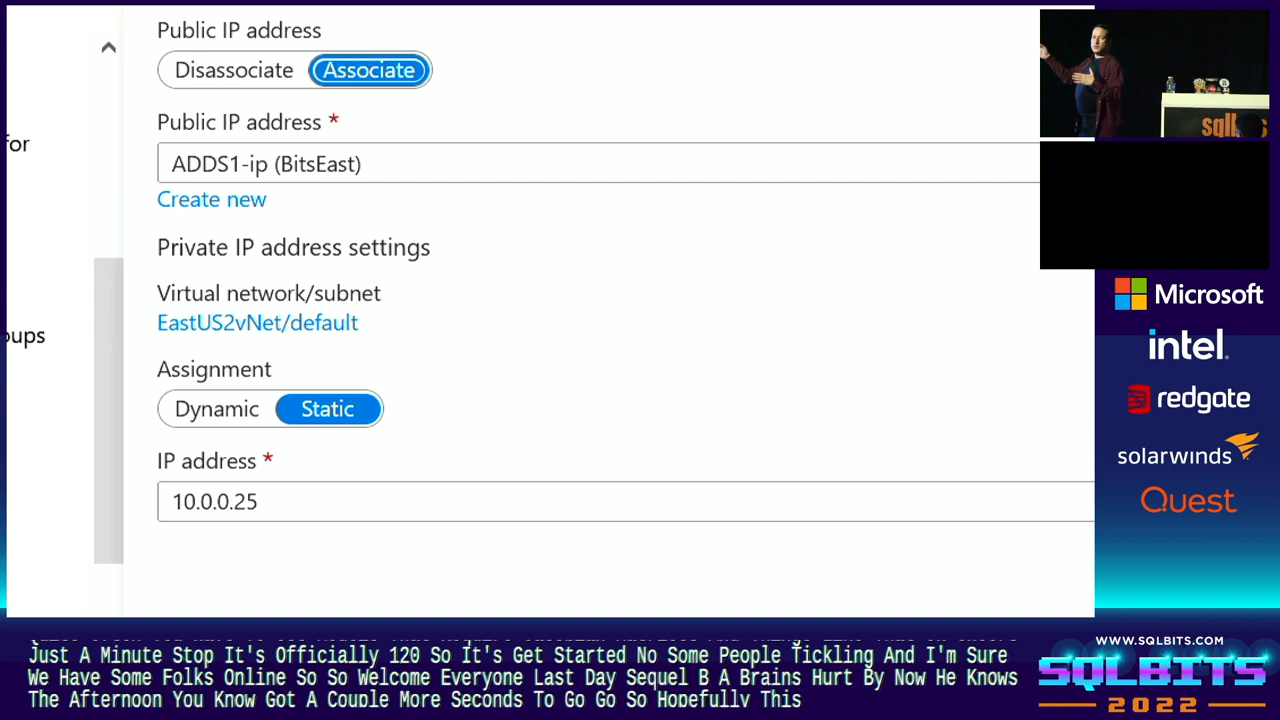 Public IP address
Disassociate Associate
for
Public IP address *
ADDS1-ip (BitsEast)
Create new
Private IP address settings
Virtual network/subnet
EastUS2vNet/default
oups
Assignment
Dynamic Static
IP address *
10.0.0.25
sqlbits
Microsoft
intel.
redgate
solarwinds
Quest
Just A Minute Stop It's Officially 120 So It's Get Started No Some People Tickling And I'm Sure
We Have Some Folks Online So So Welcome Everyone Last Day Sequel B A Brains Hurt By Now He Knows
The Afternoon You Know Got A Couple More Seconds To Go Go So Hopefully This
WWW.SQLBITS.COM
SQLBITS
2022